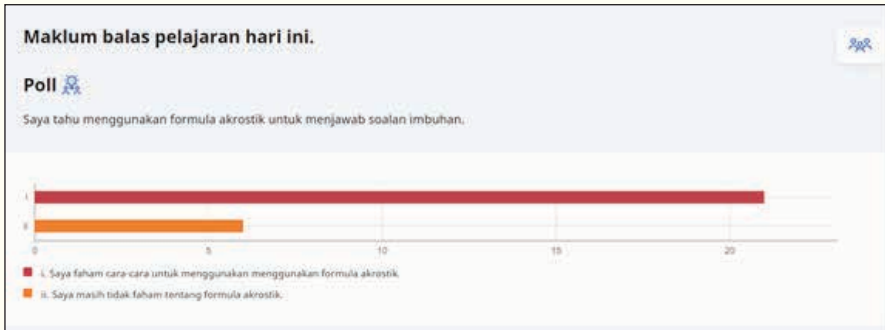 Maklum balas pelajaran hari ini.
Poll
Saya tahu menggunakan formula akrostik untuk menjawab soalan imbuhan.
i
ii
0 5 10 15 20
i. Saya faham cara-cara untuk menggunakan menggunakan formula akrostik.
ii. Saya masih tidak faham tentang formula akrostik.